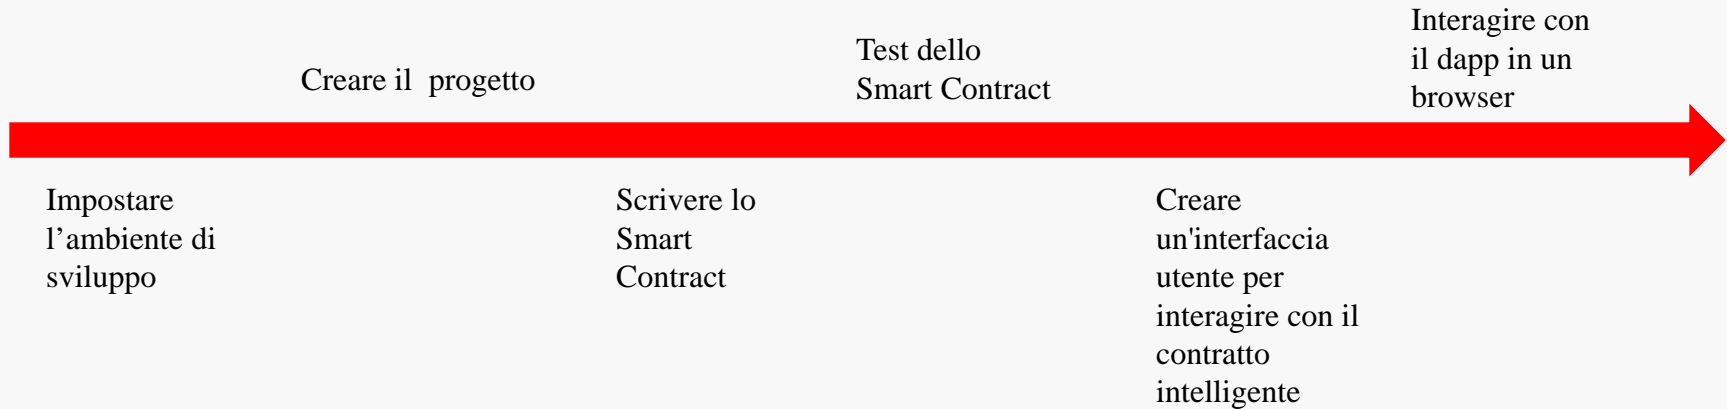 Impostare
l’ambiente di
sviluppo
Creare il  progetto
Scrivere lo
Smart
Contract
Test dello
Smart Contract
Creare
un'interfaccia
utente per
interagire con il
contratto
intelligente
Interagire con
il dapp in un
browser